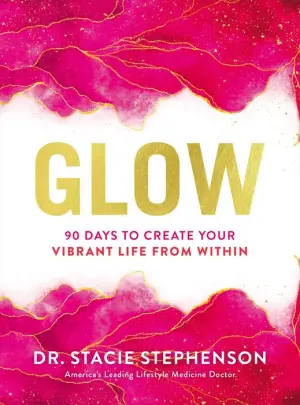 GLOW
90 DAYS TO CREATE YOUR
VIBRANT LIFE FROM WITHIN
DR. STACIE STEPHENSON
America's Leading Lifestyle Medicine Doctor.